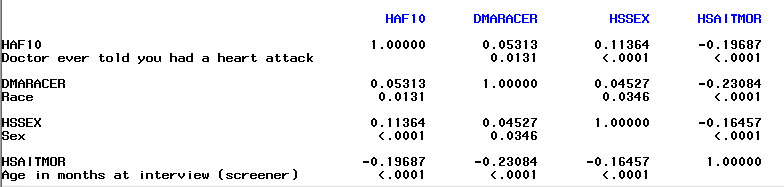 HAF10 DMARACER HSSEX HSAITMOR
HAF10 1.00000 0.05313 0.11364 -0.19687
Doctor ever told you had a heart attack 0.0131 <.0001 <.0001
DMARACER 0.05313 1.00000 0.04527 -0.23084
Race 0.0131 0.0346 <.0001
HSSEX 0.11364 0.04527 1.00000 -0.16457
Sex <.0001 0.0346 <.0001
HSAITMOR -0.19687 -0.23084 -0.16457 1.00000
Age in months at interview (screener) <.0001 <.0001 <.0001